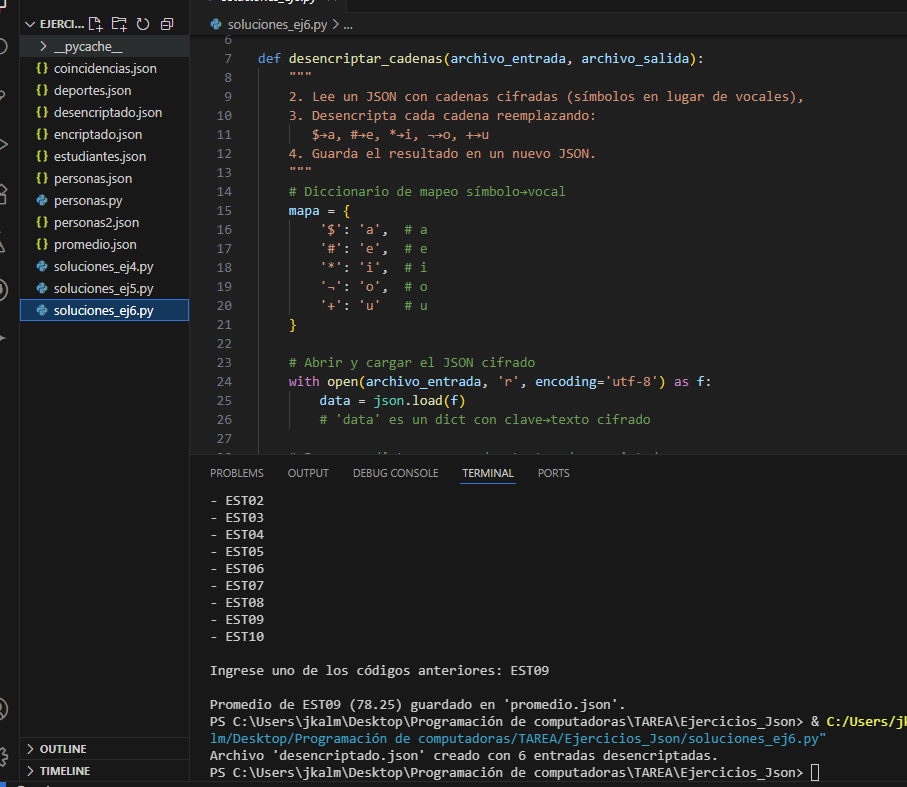 EJERCI...
__pycache__
{} coincidencias.json
{} deportes.json
{} desencriptado.json
{} encriptado.json
{} estudiantes.json
{} personas.json
personas.py
{} personas2.json
{} promedio.json
soluciones_ej4.py
soluciones_ej5.py
soluciones_ej6.py
OUTLINE
TIMELINE
soluciones_ej6.py > ...
6
7 def desencriptar_cadenas(archivo_entrada, archivo_salida):
8 """
9 2. Lee un JSON con cadenas cifradas (símbolos en lugar de vocales),
10 3. Desencripta cada cadena reemplazando:
11 $→a, #→e, *→i, ¬→o, +→u
12 4. Guarda el resultado en un nuevo JSON.
13 """
14 # Diccionario de mapeo símbolo→vocal
15 mapa = {
16 '$': 'a', # a
17 '#': 'e', # e
18 '*': 'i', # i
19 '¬': 'o', # o
20 '+': 'u' # u
21 }
22
23 # Abrir y cargar el JSON cifrado
24 with open(archivo_entrada, 'r', encoding='utf-8') as f:
25 data = json.load(f)
26 # 'data' es un dict con clave→texto cifrado
27
PROBLEMS OUTPUT DEBUG CONSOLE TERMINAL PORTS
- EST02
- EST03
- EST04
- EST05
- EST06
- EST07
- EST08
- EST09
- EST10
Ingrese uno de los códigos anteriores: EST09
Promedio de EST09 (78.25) guardado en 'promedio.json'.
PS C:\Users\jkalm\Desktop\Programación de computadoras\TAREA\Ejercicios_Json> & C:/Users/jk
lm/Desktop/Programación de computadoras/TAREA/Ejercicios_Json/soluciones_ej6.py"
Archivo 'desencriptado.json' creado con 6 entradas desencriptadas.
PS C:\Users\jkalm\Desktop\Programación de computadoras\TAREA\Ejercicios_Json>